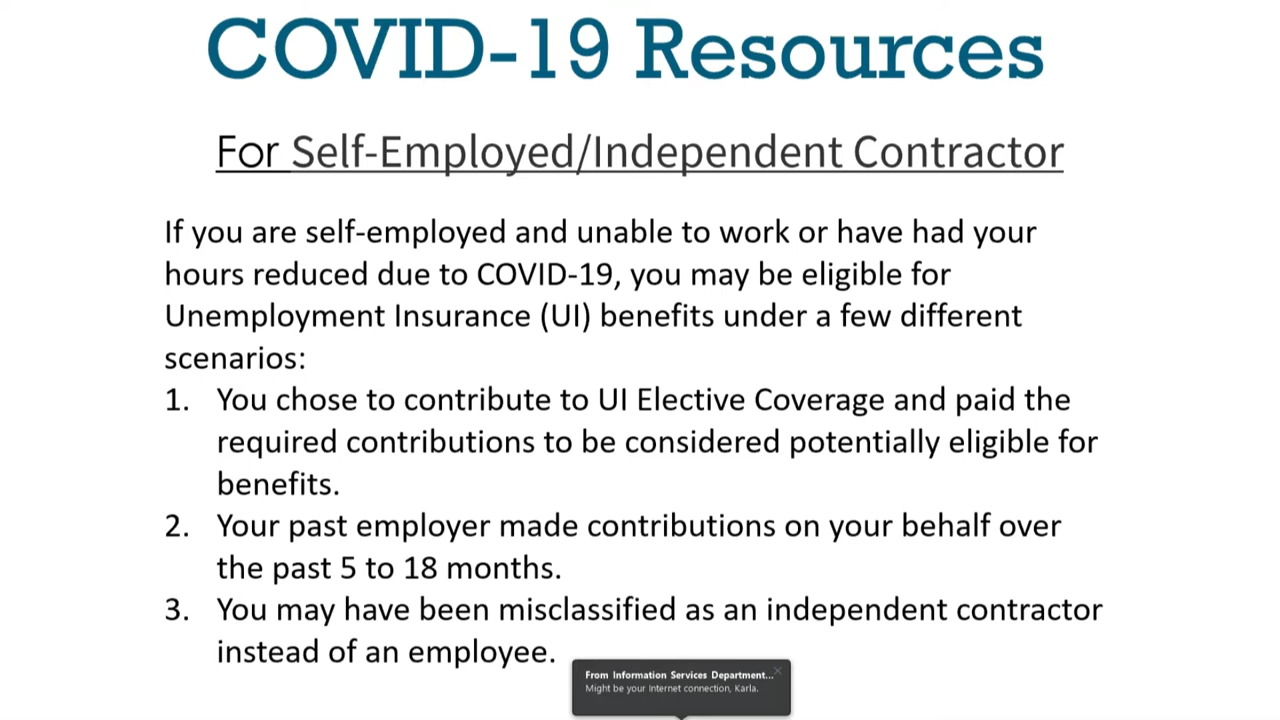 COVID-19 Resources
For Self-Employed/Independent Contractor
If you are self-employed and unable to work or have had your
hours reduced due to COVID-19, you may be eligible for
Unemployment Insurance (UI) benefits under a few different
scenarios:
1. You chose to contribute to UI Elective Coverage and paid the
required contributions to be considered potentially eligible for
benefits.
2. Your past employer made contributions on your behalf over
the past 5 to 18 months.
3. You may have been misclassified as an independent contractor
instead of an employee.
From Information Services Department...
Might be your Internet connection, Karla.